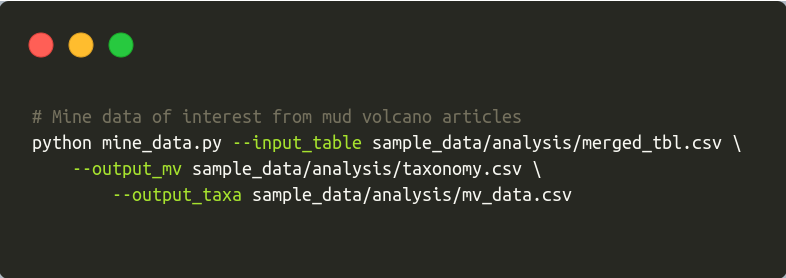 # Mine data of interest from mud volcano articles
python mine_data.py --input_table sample_data/analysis/merged_tbl.csv \
    --output_mv sample_data/analysis/taxonomy.csv \
        --output_taxa sample_data/analysis/mv_data.csv